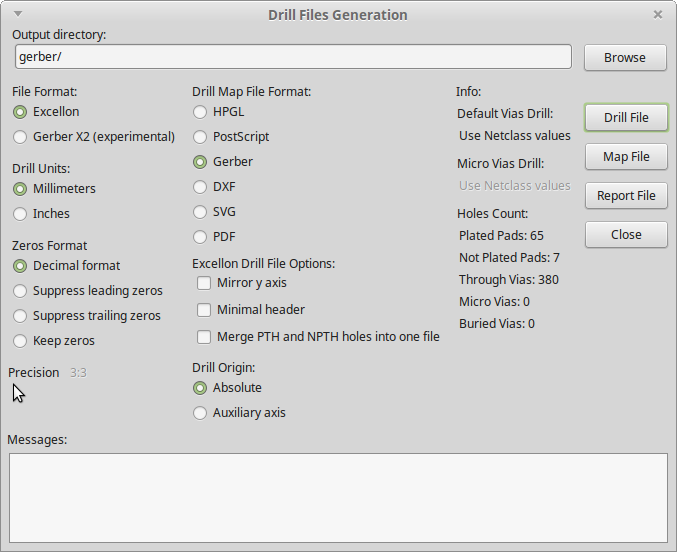 Drill Files Generation
Output directory:
gerber/
Browse
File Format:
Excellon
Gerber X2 (experimental)
Drill Units:
Millimeters
Inches
Zeros Format
Decimal format
Suppress leading zeros
Suppress trailing zeros
Keep zeros
Precision 3:3
Drill Map File Format:
HPGL
PostScript
Gerber
DXF
SVG
PDF
Excellon Drill File Options:
Mirror y axis
Minimal header
Merge PTH and NPTH holes into one file
Drill Origin:
Absolute
Auxiliary axis
Info:
Default Vias Drill:
Use Netclass values
Micro Vias Drill:
Use Netclass values
Holes Count:
Plated Pads: 65
Not Plated Pads: 7
Through Vias: 380
Micro Vias: 0
Buried Vias: 0
Drill File
Map File
Report File
Close
Messages: